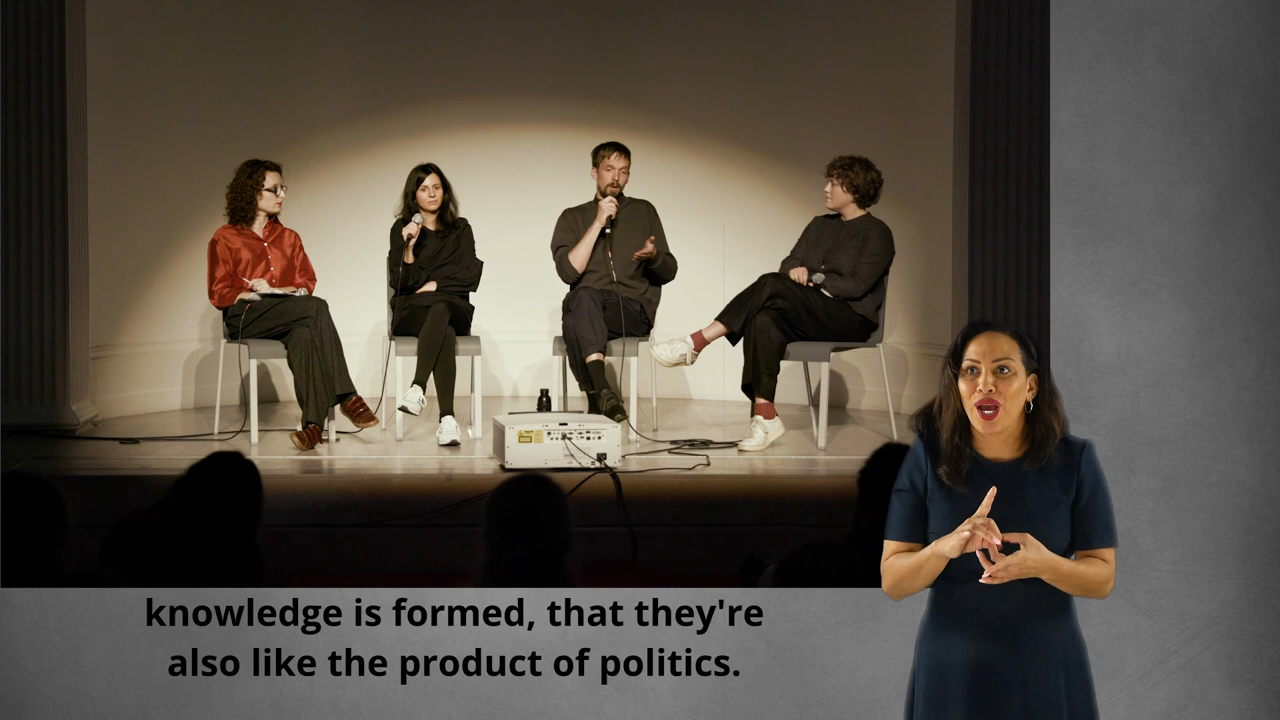 knowledge is formed, that they're
also like the product of politics.